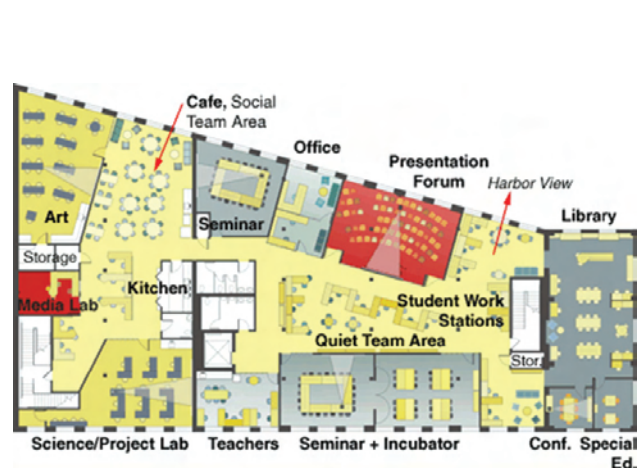 Cafe, Social
Team Area
Office
Presentation
Forum
Harbor View
Library
Art
Seminar
Storage
Media Lab
Kitchen
Student Work
Stations
Quiet Team Area
Stor.
Science/Project Lab
Teachers
Seminar + Incubator
Conf.
Special
Ed.